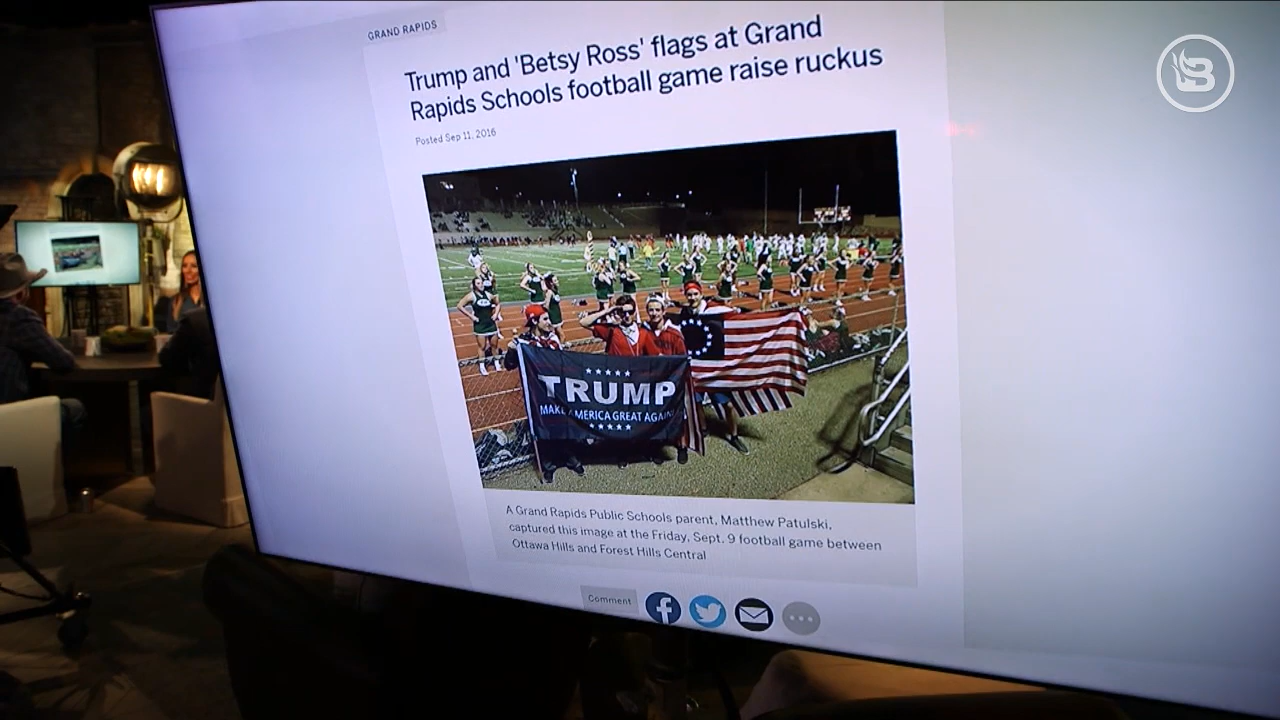 GRAND RAPIDS
Trump and 'Betsy Ross' flags at Grand
Rapids Schools football game raise ruckus
Posted Sep 11, 2016
TRUMP
MAKE AMERICA GREAT AGAIN
A Grand Rapids Public Schools parent, Matthew Patulski,
captured this image at the Friday, Sept. 9 football game between
Ottawa Hills and Forest Hills Central
Comment